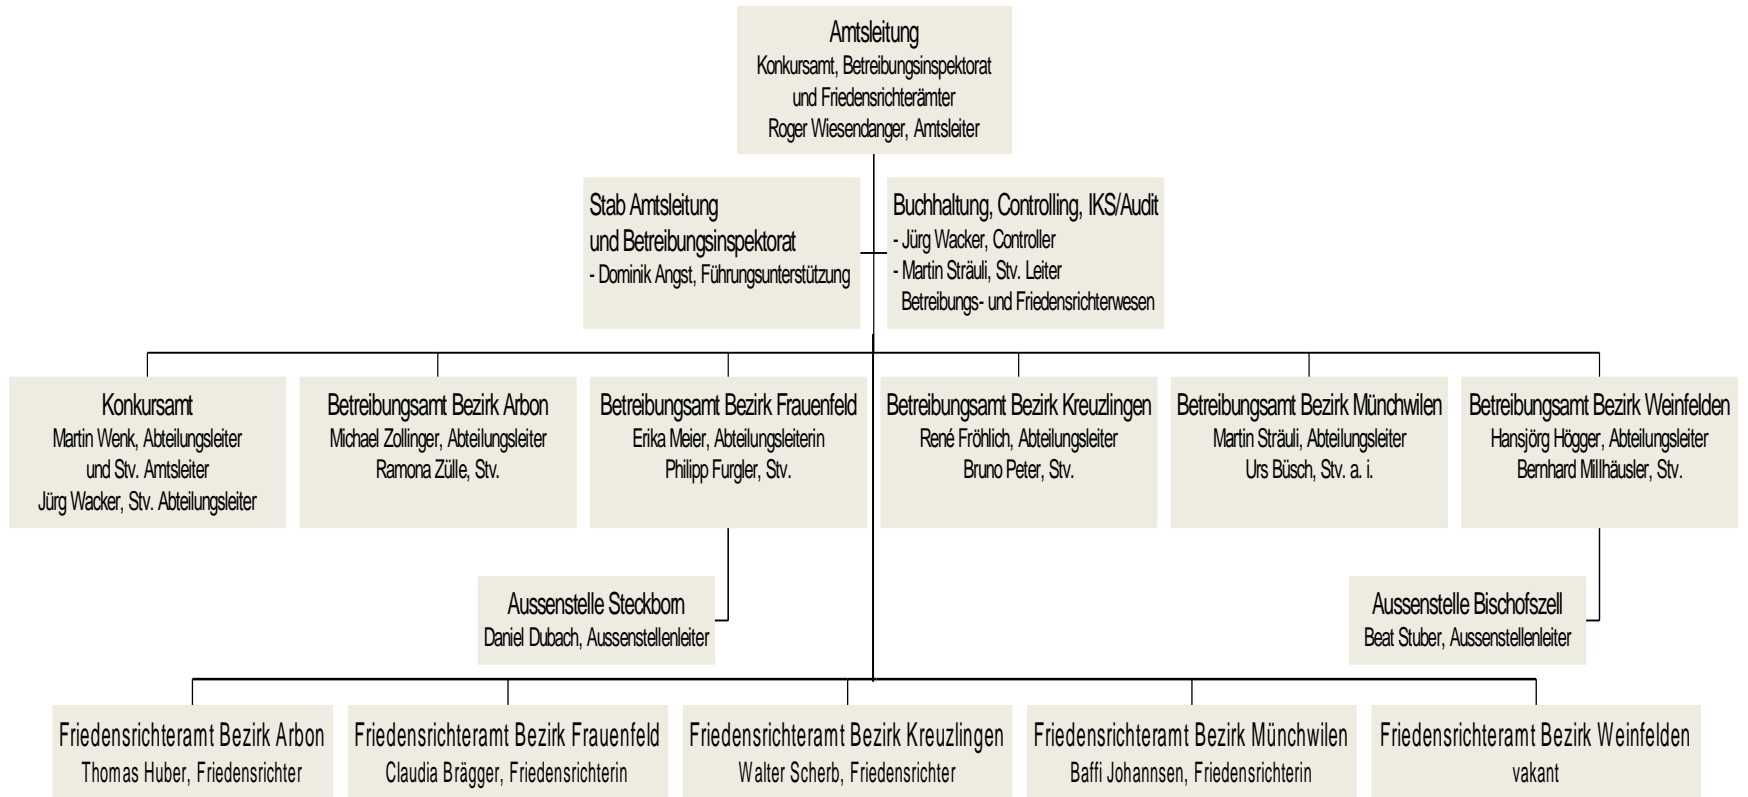 Amtsleitung
Konkursamt, Betreibungsinspektorat
und Friedensrichterämter
Roger Wiesendanger, Amtsleiter
Stab Amtsleitung
und Betreibungsinspektorat
- Dominik Angst, Führungsunterstützung
Buchhaltung, Controlling, IKS/Audit
- Jürg Wacker, Controller
- Martin Sträuli, Stv. Leiter
Betreibungs- und Friedensrichterwesen
Konkursamt
Martin Wenk, Abteilungsleiter
und Stv. Amtsleiter
Jürg Wacker, Stv. Abteilungsleiter
Betreibungsamt Bezirk Arbon
Michael Zollinger, Abteilungsleiter
Ramona Zülle, Stv.
Betreibungsamt Bezirk Frauenfeld
Erika Meier, Abteilungsleiterin
Philipp Furgler, Stv.
Betreibungsamt Bezirk Kreuzlingen
René Fröhlich, Abteilungsleiter
Bruno Peter, Stv.
Betreibungsamt Bezirk Münchwilen
Martin Sträuli, Abteilungsleiter
Urs Büsch, Stv. a. i.
Betreibungsamt Bezirk Weinfelden
Hansjörg Högger, Abteilungsleiter
Bernhard Millhäusler, Stv.
Aussenstelle Steckborn
Daniel Dubach, Aussenstellenleiter
Aussenstelle Bischofszell
Beat Stuber, Aussenstellenleiter
Friedensrichteramt Bezirk Arbon
Thomas Huber, Friedensrichter
Friedensrichteramt Bezirk Frauenfeld
Claudia Brägger, Friedensrichterin
Friedensrichteramt Bezirk Kreuzlingen
Walter Scherb, Friedensrichter
Friedensrichteramt Bezirk Münchwilen
Baffi Johannsen, Friedensrichterin
Friedensrichteramt Bezirk Weinfelden
vakant